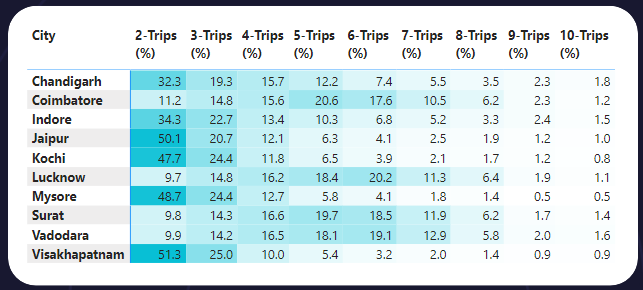 City 2-Trips (%) 3-Trips (%) 4-Trips (%) 5-Trips (%) 6-Trips (%) 7-Trips (%) 8-Trips (%) 9-Trips (%) 10-Trips (%)
Chandigarh 32.3 19.3 15.7 12.2 7.4 5.5 3.5 2.3 1.8
Coimbatore 11.2 14.8 15.6 20.6 17.6 10.5 6.2 2.3 1.2
Indore 34.3 22.7 13.4 10.3 6.8 5.2 3.3 2.4 1.5
Jaipur 50.1 20.7 12.1 6.3 4.1 2.5 1.9 1.2 1.0
Kochi 47.7 24.4 11.8 6.5 3.9 2.1 1.7 1.2 0.8
Lucknow 9.7 14.8 16.2 18.4 20.2 11.3 6.4 1.9 1.1
Mysore 48.7 24.4 12.7 5.8 4.1 1.8 1.4 0.5 0.5
Surat 9.8 14.3 16.6 19.7 18.5 11.9 6.2 1.7 1.4
Vadodara 9.9 14.2 16.5 18.1 19.1 12.9 5.8 2.0 1.6
Visakhapatnam 51.3 25.0 10.0 5.4 3.2 2.0 1.4 0.9 0.9